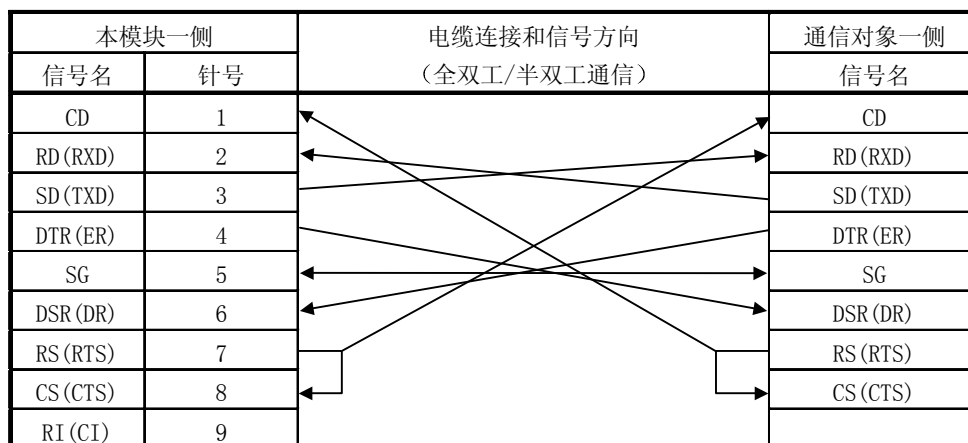 本模块一侧 电缆连接和信号方向 通信对象一侧
信号名 针号 （全双工/半双工通信） 信号名
CD 1 CD
RD(RXD) 2 RD(RXD)
SD(TXD) 3 SD(TXD)
DTR(ER) 4 DTR(ER)
SG 5 SG
DSR(DR) 6 DSR(DR)
RS(RTS) 7 RS(RTS)
CS(CTS) 8 CS(CTS)
RI(CI) 9